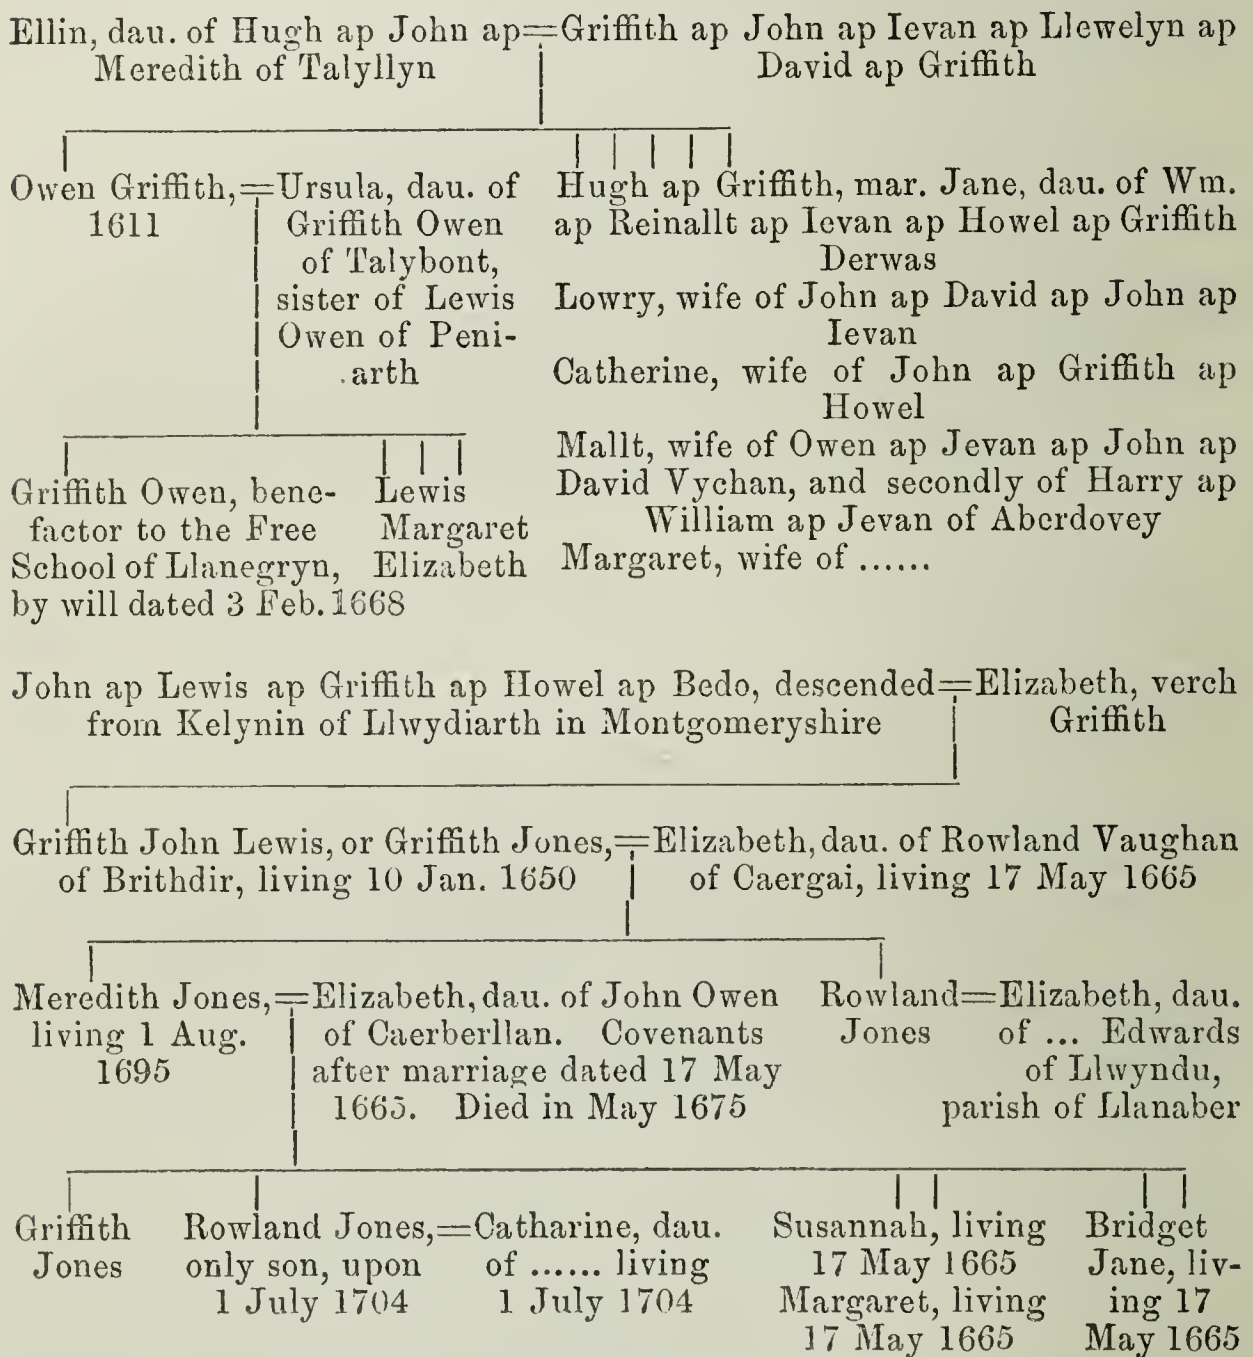 Ellin, dau. of Hugh ap John ap=Griffith ap John ap Ievan ap Llewelyn ap
Meredith of Talyllyn
David ap Griffith
Owen Griffith,=Ursula, dau. of
1611
Griffith Owen
of Talybont,
sister of Lewis
Owen of Peni-
arth
Hugh ap Griffith, mar. Jane, dau. of Wm.
ap Reinallt ap Ievan ap Howel ap Griffith
Derwas
Lowry, wife of John ap David ap John ap
Ievan
Catherine, wife of John ap Griffith ap
Howel
Mallt, wife of Owen ap Jevan ap John ap
David Vychan, and secondly of Harry ap
William ap Jevan of Aberdovey
Margaret, wife of ......
Griffith Owen, bene-
factor to the Free
School of Llanegryn,
by will dated 3 Feb. 1668
Lewis
Margaret
Elizabeth
John ap Lewis ap Griffith ap Howel ap Bedo, descended=Elizabeth, verch
from Kelynin of Llwydiarth in Montgomeryshire
Griffith
Griffith John Lewis, or Griffith Jones,=Elizabeth, dau. of Rowland Vaughan
of Brithdir, living 10 Jan. 1650
of Caergai, living 17 May 1665
Meredith Jones,=Elizabeth, dau. of John Owen
living 1 Aug.
1695
of Caerberllan. Covenants
after marriage dated 17 May
1665. Died in May 1675
Rowland=Elizabeth, dau.
Jones
of ... Edwards
of Llwyndu,
parish of Llanaber
Griffith
Jones
Rowland Jones,=Catharine, dau.
only son, upon
1 July 1704
of ...... living
1 July 1704
Susannah, living
17 May 1665
Margaret, living
17 May 1665
Bridget
Jane, liv-
ing 17
May 1665